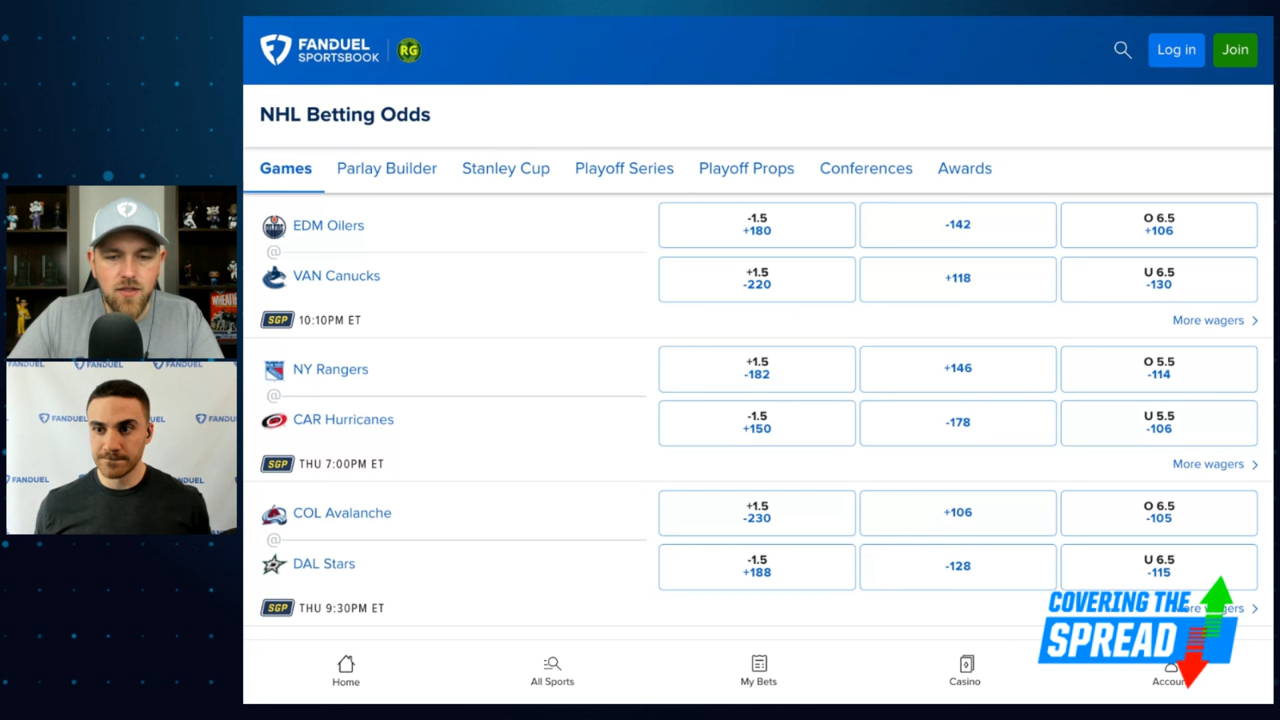 FANDUEL
SPORTSBOOK
RG
Log in
Join
NHL Betting Odds
Games Parlay Builder Stanley Cup Playoff Series Playoff Props Conferences Awards
EDM Oilers
-1.5
+180
-142
O 6.5
+106
@
VAN Canucks
+1.5
-220
+118
U 6.5
-130
SGP 10:10PM ET
More wagers
NY Rangers
+1.5
-182
+146
O 5.5
-114
@
CAR Hurricanes
-1.5
+150
-178
U 5.5
-106
SGP THU 7:00PM ET
More wagers
COL Avalanche
+1.5
-230
+106
O 6.5
-105
@
DAL Stars
-1.5
+188
-128
U 6.5
-115
SGP THU 9:30PM ET
COVERING THE
SPREAD
Home
All Sports
My Bets
Casino
WHEATIES
FANDUEL FANDUEL FANDUEL
FANDUEL
FANDUEL